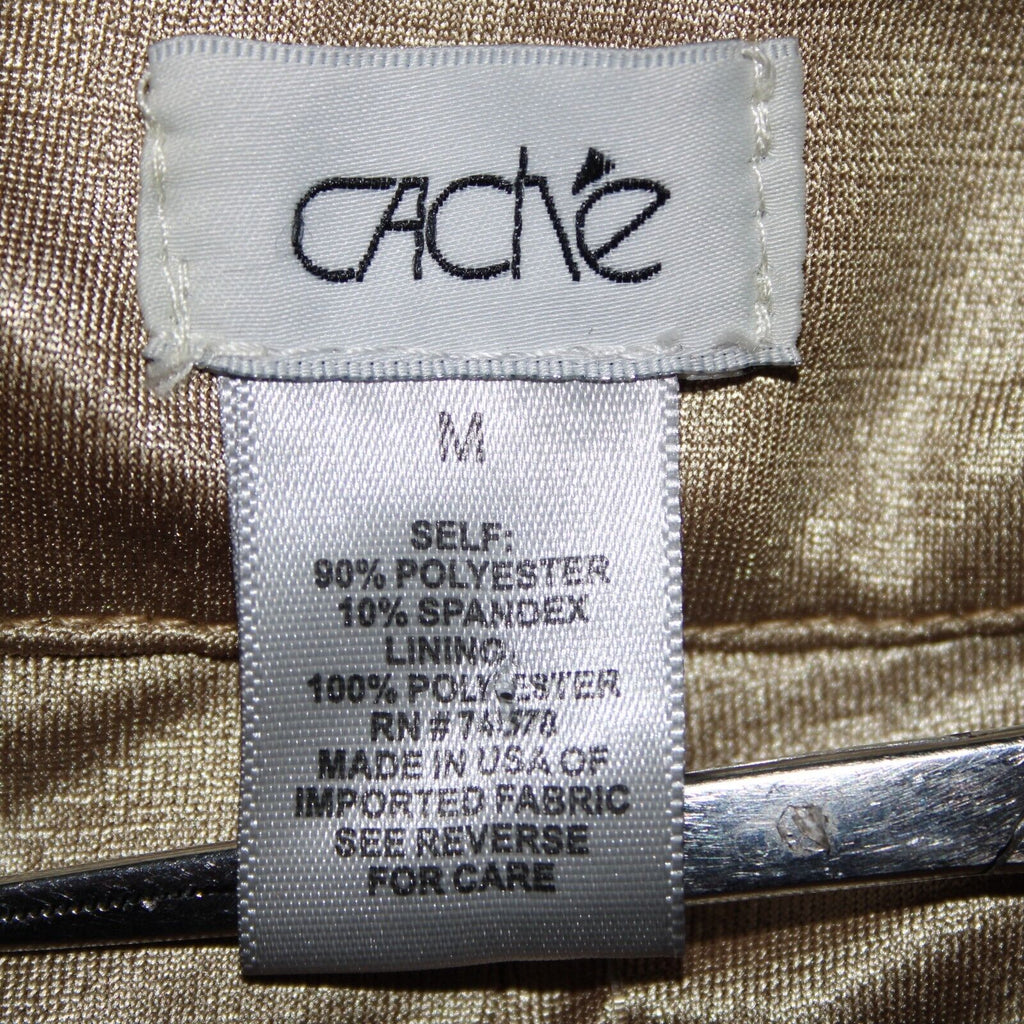 Caché
M
SELF:
90% POLYESTER
10% SPANDEX
LINING:
100% POLYESTER
RN #
MADE IN USA OF
IMPORTED FABRIC
SEE REVERSE
FOR CARE